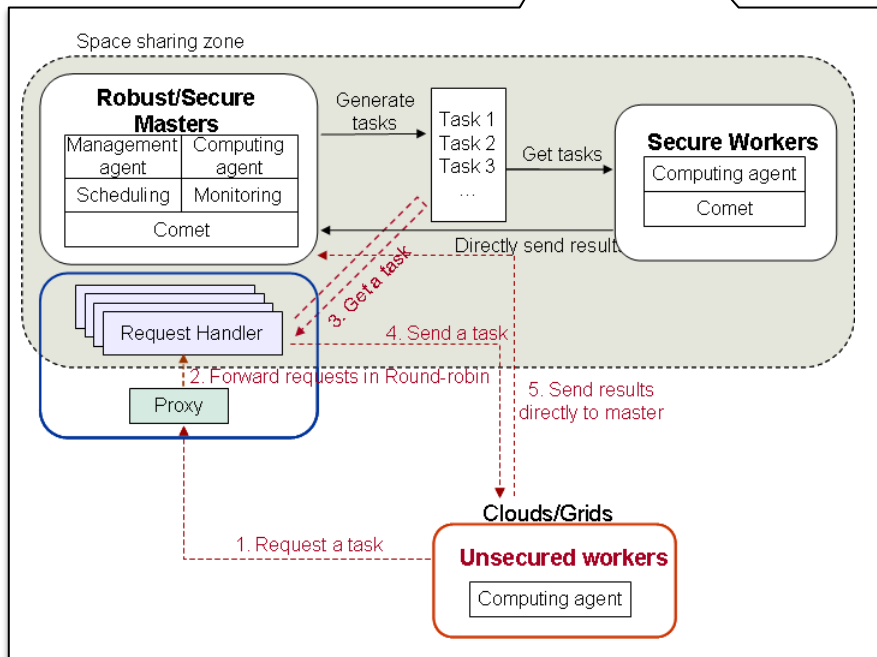 Space sharing zone
Robust/Secure
Masters
Management
agent
Computing
agent
Scheduling
Monitoring
Comet
Generate
tasks
Task 1
Task 2
Task 3
...
Get tasks
Secure Workers
Computing agent
Comet
Directly send results
3. Get a task
Request Handler
4. Send a task
2. Forward requests in Round-robin
Proxy
5. Send results
directly to master
Clouds/Grids
1. Request a task
Unsecured workers
Computing agent